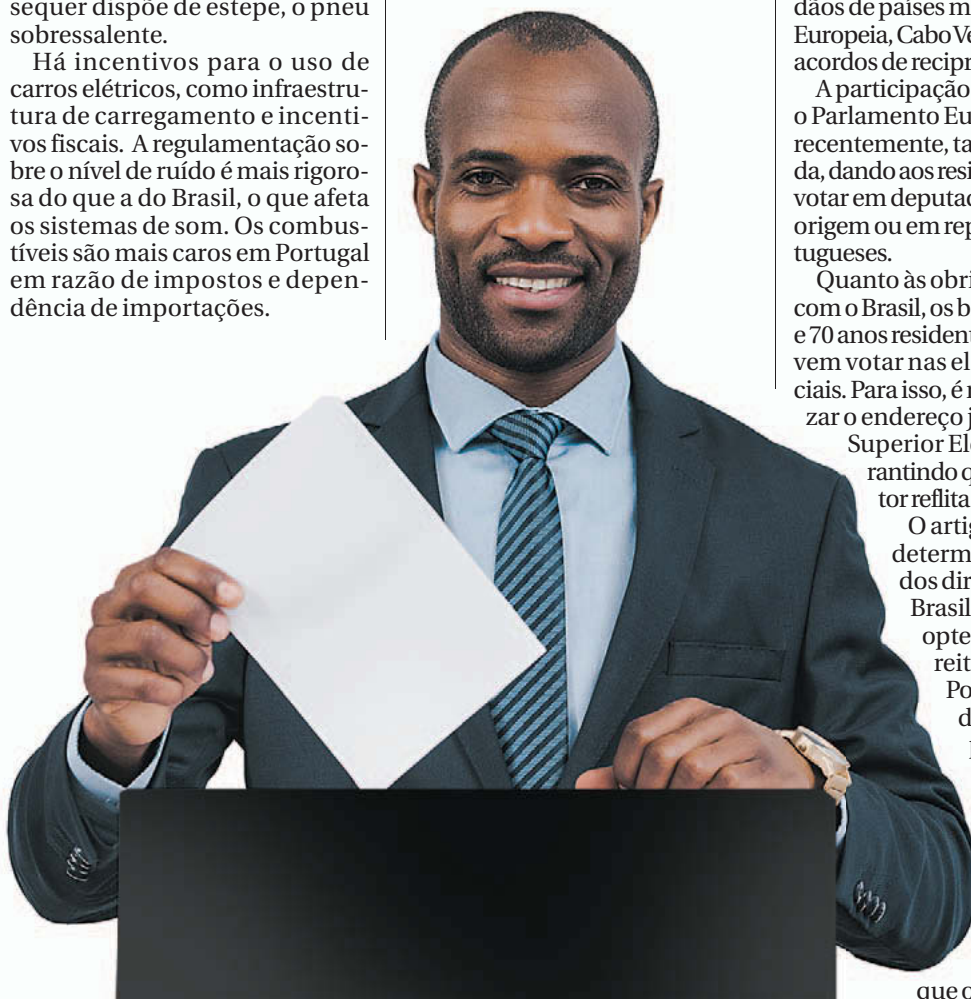 sequer dispõe de estepe, o pneu
sobressalente.
Há incentivos para o uso de
carros elétricos, como infraestru-
tura de carregamento e incenti-
vos fiscais. A regulamentação so-
bre o nível de ruído é mais rigoro-
sa do que a do Brasil, o que afeta
os sistemas de som. Os combus-
tíveis são mais caros em Portugal
em razão de impostos e depen-
dência de importações.
dãos de países m
Europeia, Cabo Ve
acordos de recipr
A participação
o Parlamento Eu
recentemente, ta
da, dando aos resi
votar em deputad
origem ou em rep
tugueses.
Quanto às obri
com o Brasil, os b
e 70 anos resident
vem votar nas el
ciais. Para isso, é
zar o endereço
Superior Ele
rantindo q
tor reflita
O artig
determ
dos dir
Brasil
opte
reit
Po
d
que o